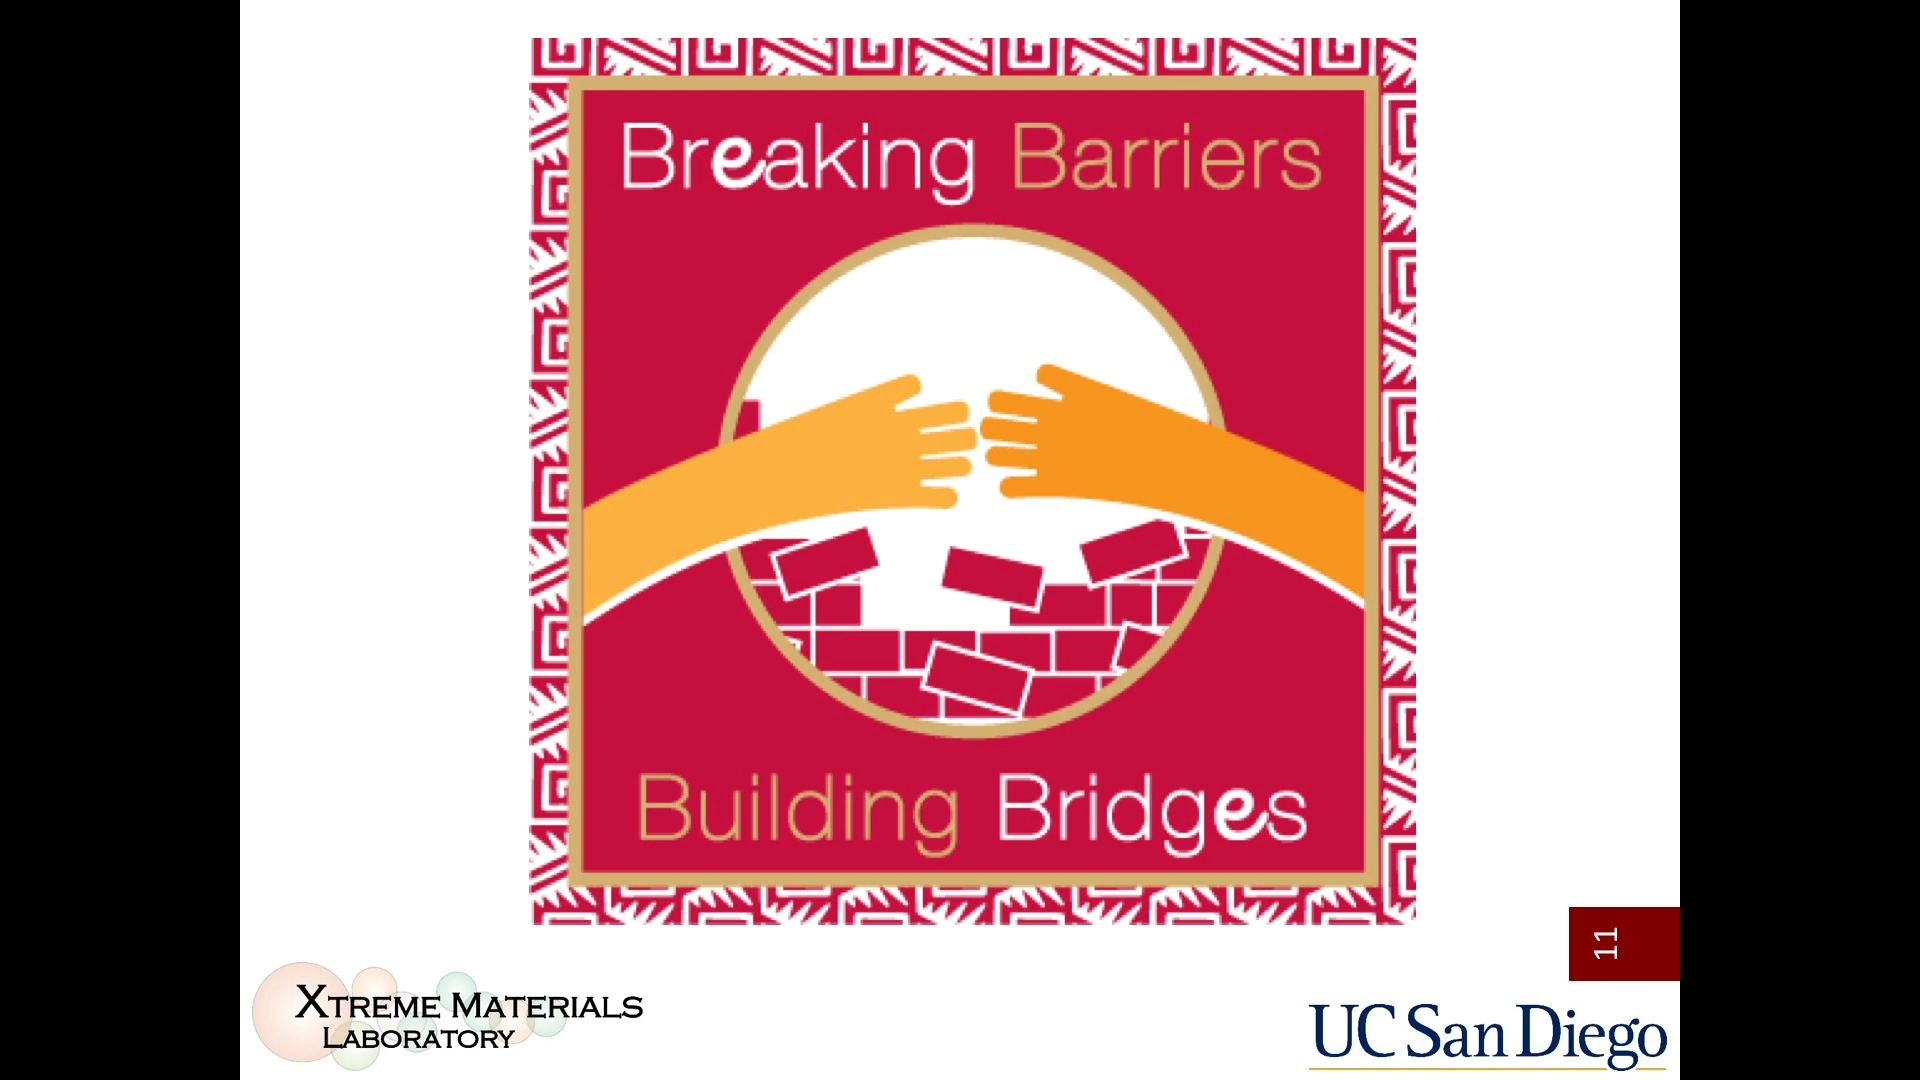 Breaking Barriers
Building Bridges
11
XTREME MATERIALS
LABORATORY
UC San Diego